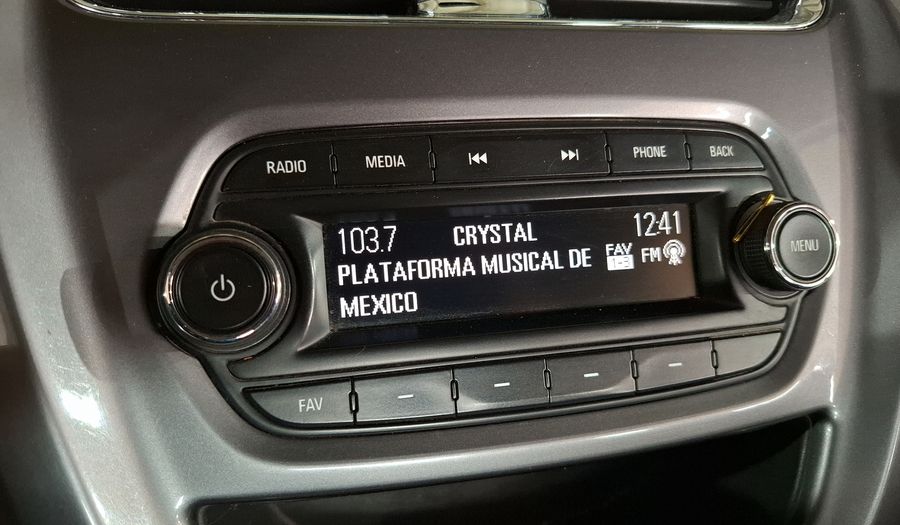 RADIO
MEDIA
PHONE
BACK
103.7 CRYSTAL 12:41
PLATAFORMA MUSICAL DE
MEXICO
FAV
1-3
FM
MENU
FAV